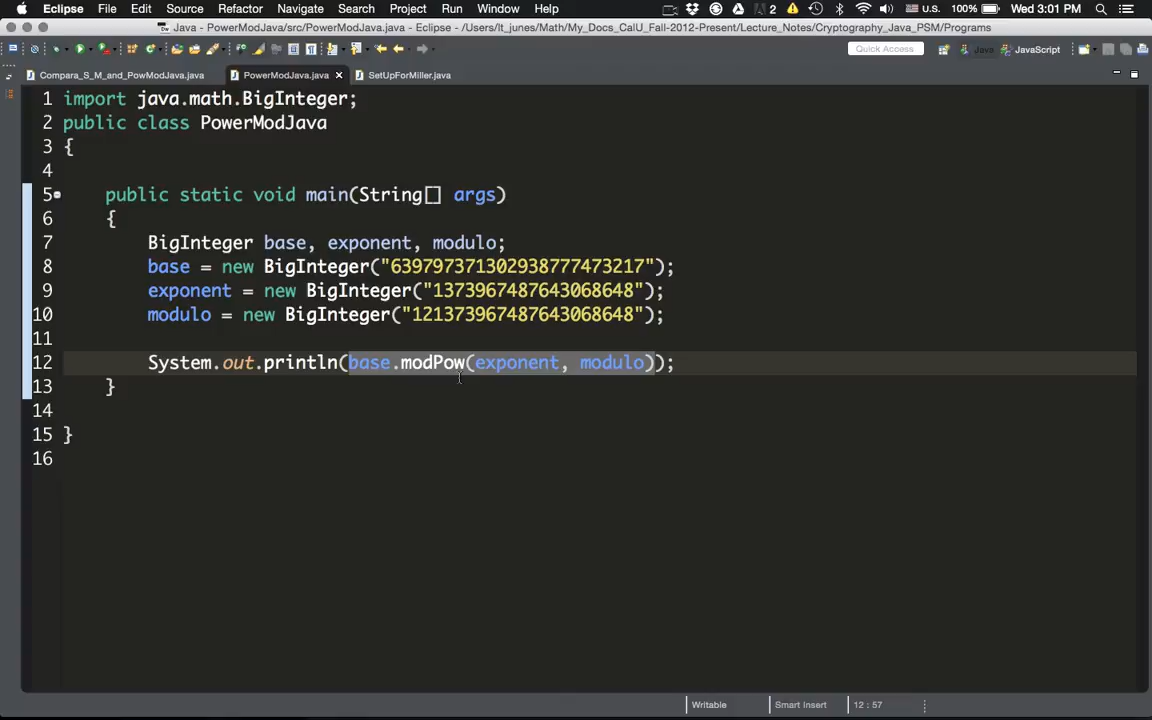 Eclipse File Edit Source Refactor Navigate Search Project Run Window Help 2 100% U.S. Wed 3:01 PM
Java - PowerModJava/src/PowerModJava.java - Eclipse - /Users/lt_junes/Math/My_Docs_CalU_Fall-2012-Present/Lecture_Notes/Cryptography_Java_PSM/Programs
Quick Access Java JavaScript
Compara_S_M_and_PowModJava.java PowerModJava.java SetUpForMiller.java
1 import java.math.BigInteger;
2 public class PowerModJava
3 {
4
5 public static void main(String[] args)
6 {
7 BigInteger base, exponent, modulo;
8 base = new BigInteger("639797371302938777473217");
9 exponent = new BigInteger("1373967487643068648");
10 modulo = new BigInteger("121373967487643068648");
11
12 System.out.println(base.modPow(exponent, modulo));
13 }
14
15 }
16
Writable Smart Insert 12 : 57